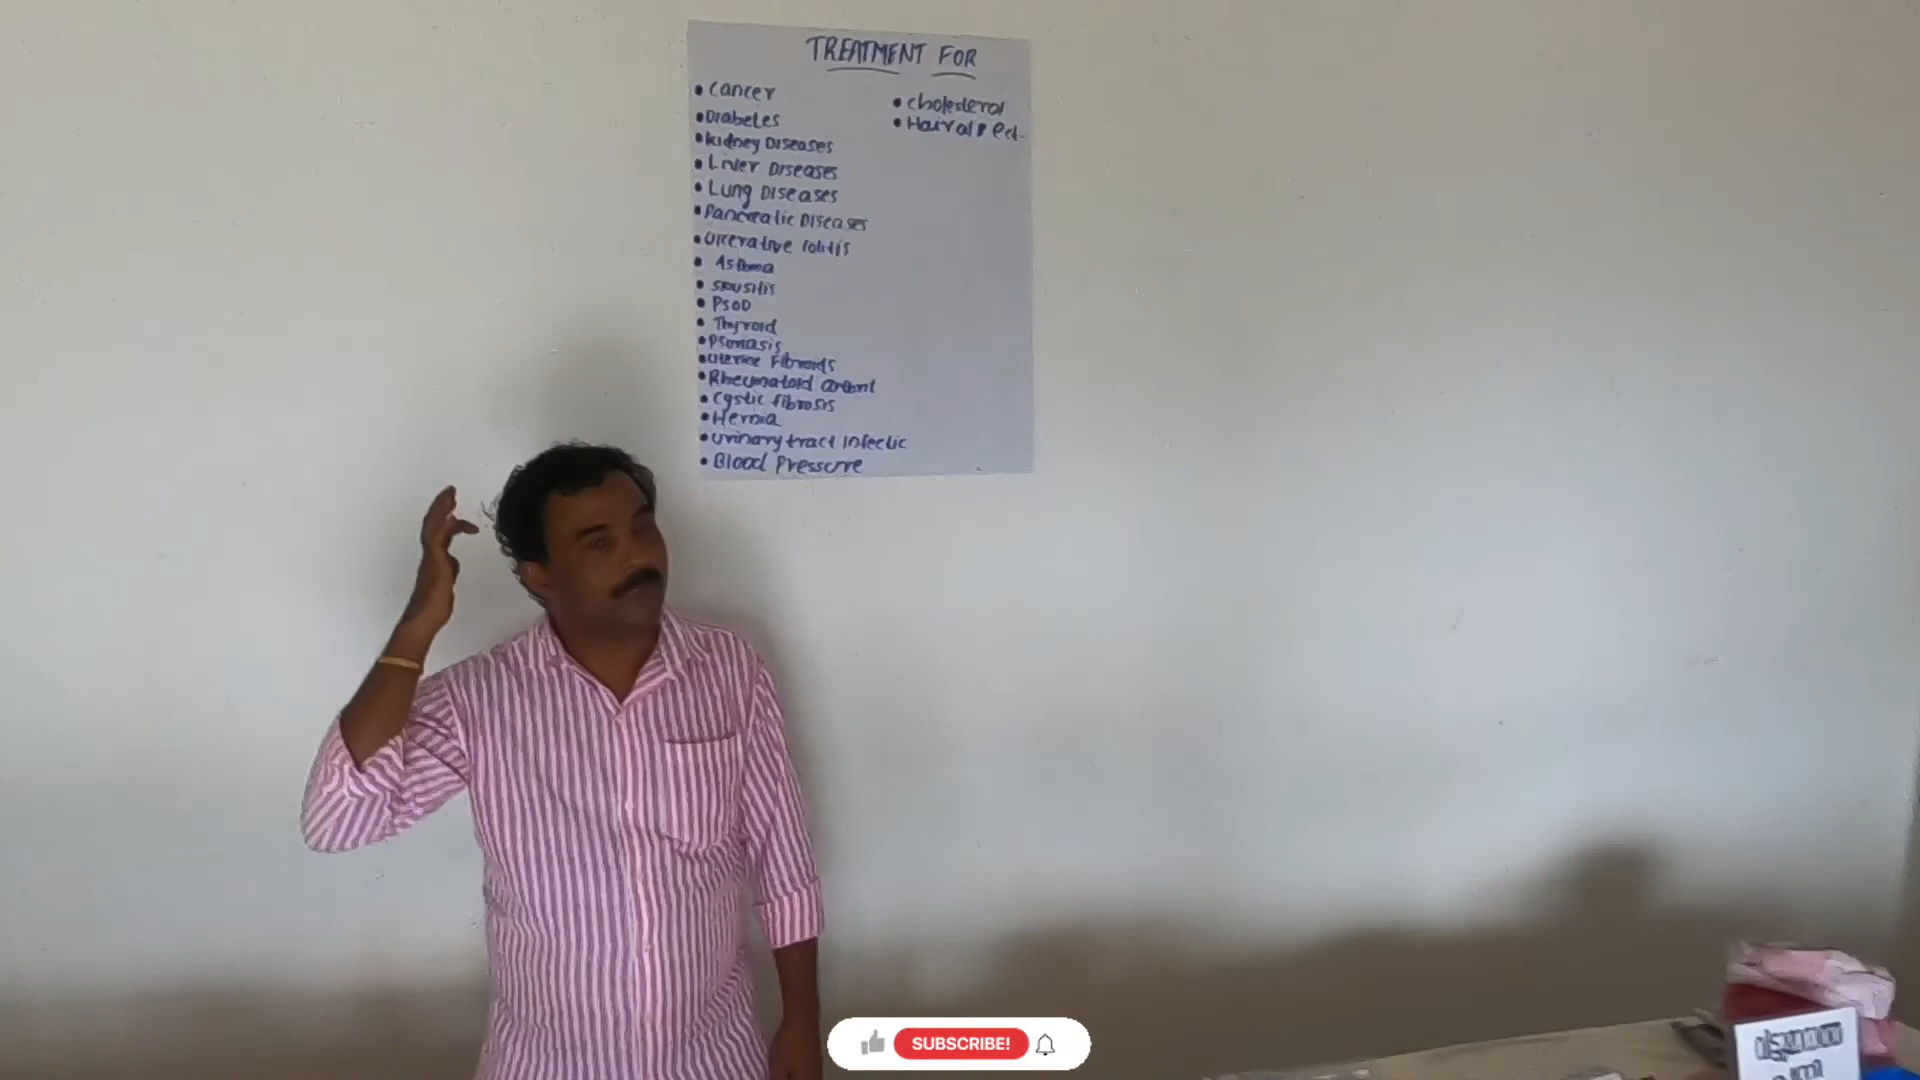 TREATMENT FOR
• Cancer
• Diabetes
• Kidney Diseases
• Liver Diseases
• Lung Diseases
• Pancreatic Diseases
• Ulcerative Colitis
• Asthma
• Sinusitis
• PSOD
• Thyroid
• Psoriasis
• Uterine Fibroids
• Rheumatoid
• Cystic fibrosis
• Hernia
• Urinary tract Infectic
• Blood Pressure
• Cholesterol
SUBSCRIBE!